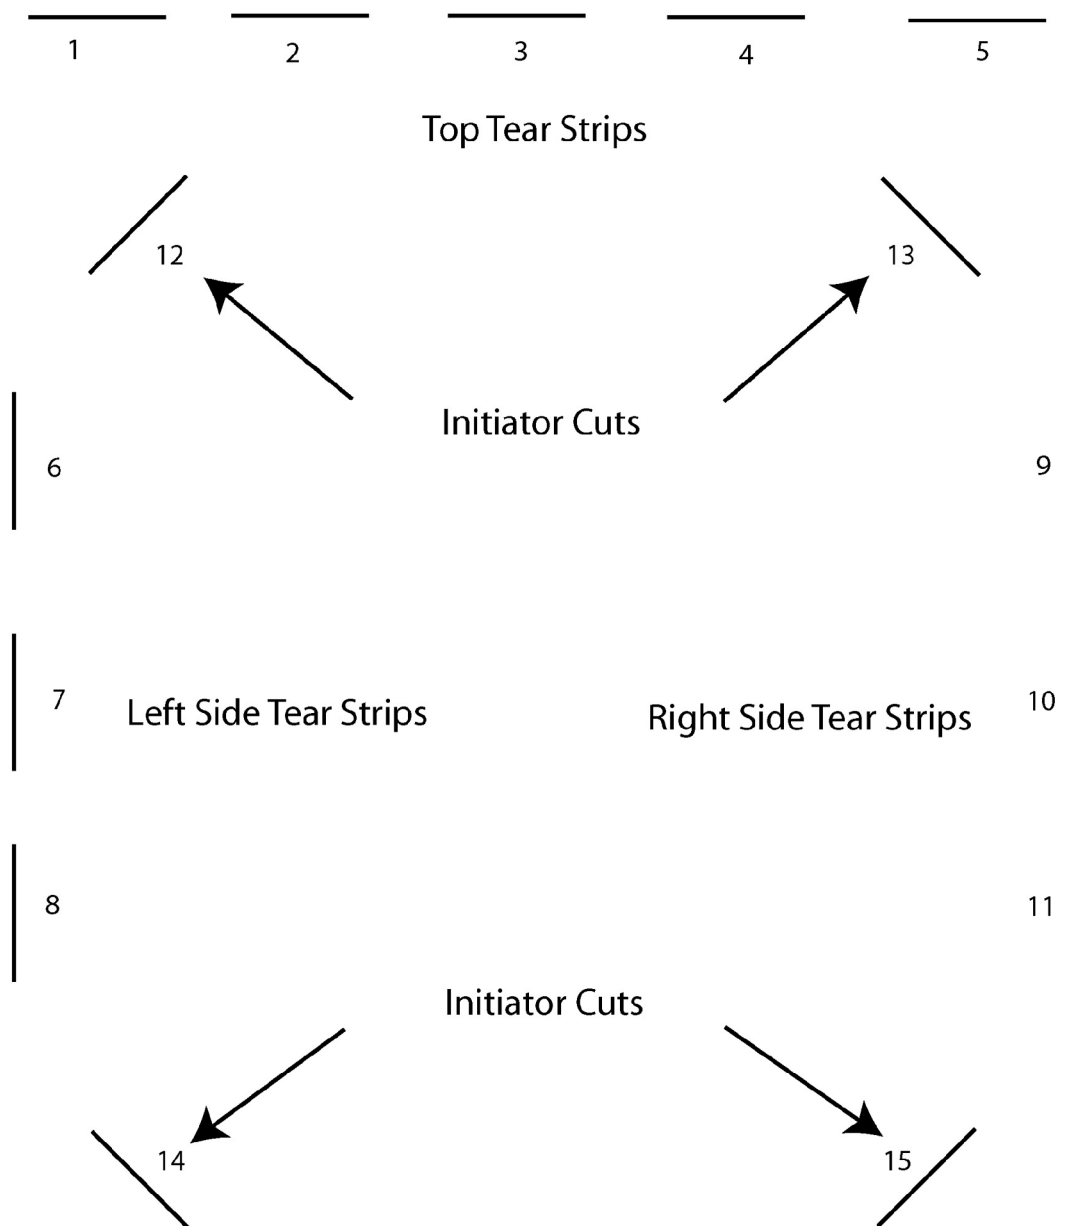 1 2 3 4 5
Top Tear Strips
12 13
Initiator Cuts
6 9
7 Left Side Tear Strips Right Side Tear Strips 10
8 11
Initiator Cuts
14 15